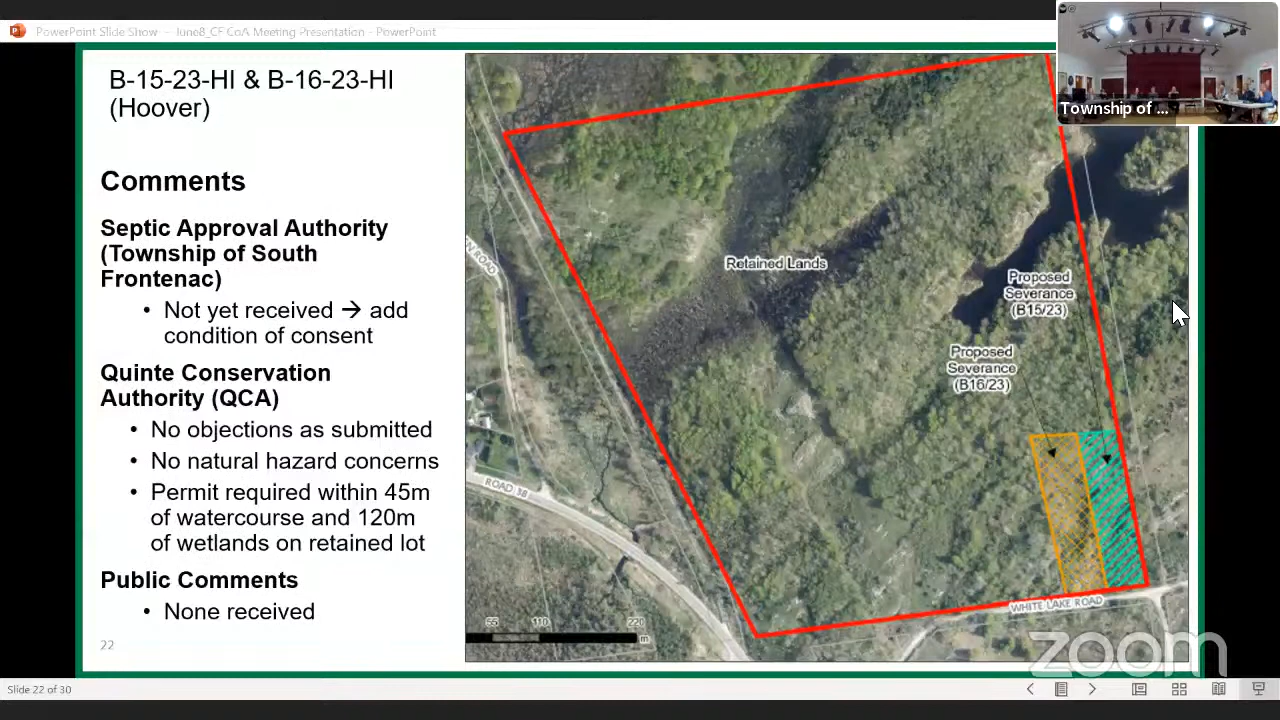 PowerPoint Slide Show - June8_CF CoA Meeting Presentation - PowerPoint
Township of ...
B-15-23-HI & B-16-23-HI
(Hoover)
Comments
Septic Approval Authority
(Township of South
Frontenac)
• Not yet received → add
condition of consent
Quinte Conservation
Authority (QCA)
• No objections as submitted
• No natural hazard concerns
• Permit required within 45m
of watercourse and 120m
of wetlands on retained lot
Public Comments
• None received
22
Retained Lands
Proposed
Severance
(B15/23)
Proposed
Severance
(B16/23)
ROAD
ROAD 38
WHITE LAKE ROAD
55 110 220
m
zoom
Slide 22 of 30